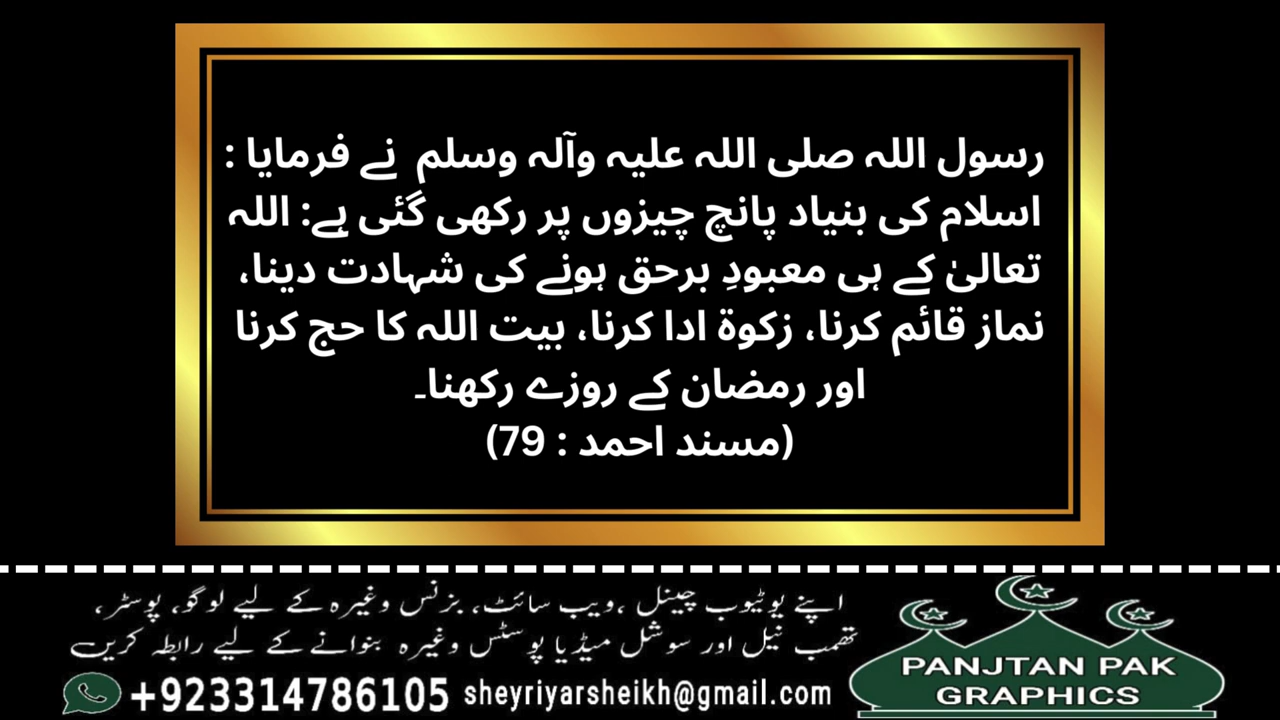 رسول اللہ صلی اللہ علیہ وآلہ وسلم نے فرمایا :
اسلام کی بنیاد پانچ چیزوں پر رکھی گئی ہے: اللہ
تعالیٰ کے ہی معبودِ برحق ہونے کی شہادت دینا،
نماز قائم کرنا، زکوۃ ادا کرنا، بیت اللہ کا حج کرنا
اور رمضان کے روزے رکھنا۔
(مسند احمد : 79)
اپنے یوٹیوب چینل ،ویب سائٹ، بزنس وغیرہ کے لیے لوگو، پوسٹر،
تھمب نیل اور سوشل میڈیا پوسٹس وغیرہ بنوانے کے لیے رابطہ کریں
+923314786105 sheyriyarsheikh@gmail.com
PANJTAN PAK
GRAPHICS